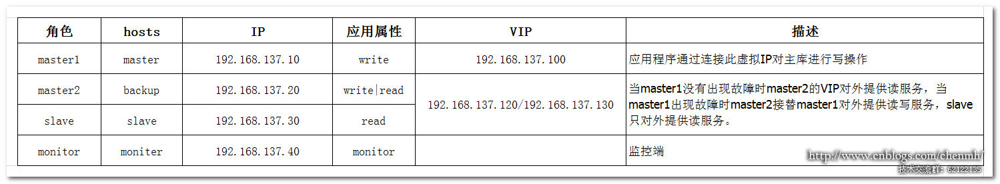 角色 hosts IP 应用属性 VIP 描述
master1 master 192.168.137.10 write 192.168.137.100 应用程序通过连接此虚拟IP对主库进行写操作
master2 backup 192.168.137.20 write|read 192.168.137.120/192.168.137.130 当master1没有出现故障时master2的VIP对外提供读服务，当
master1出现故障时master2接替master1对外提供读写服务，slave
只对外提供读服务。
slave slave 192.168.137.30 read
monitor moniter 192.168.137.40 monitor 监控端
http://www.cnblogs.com/chenmh/
技术交流群：62122135